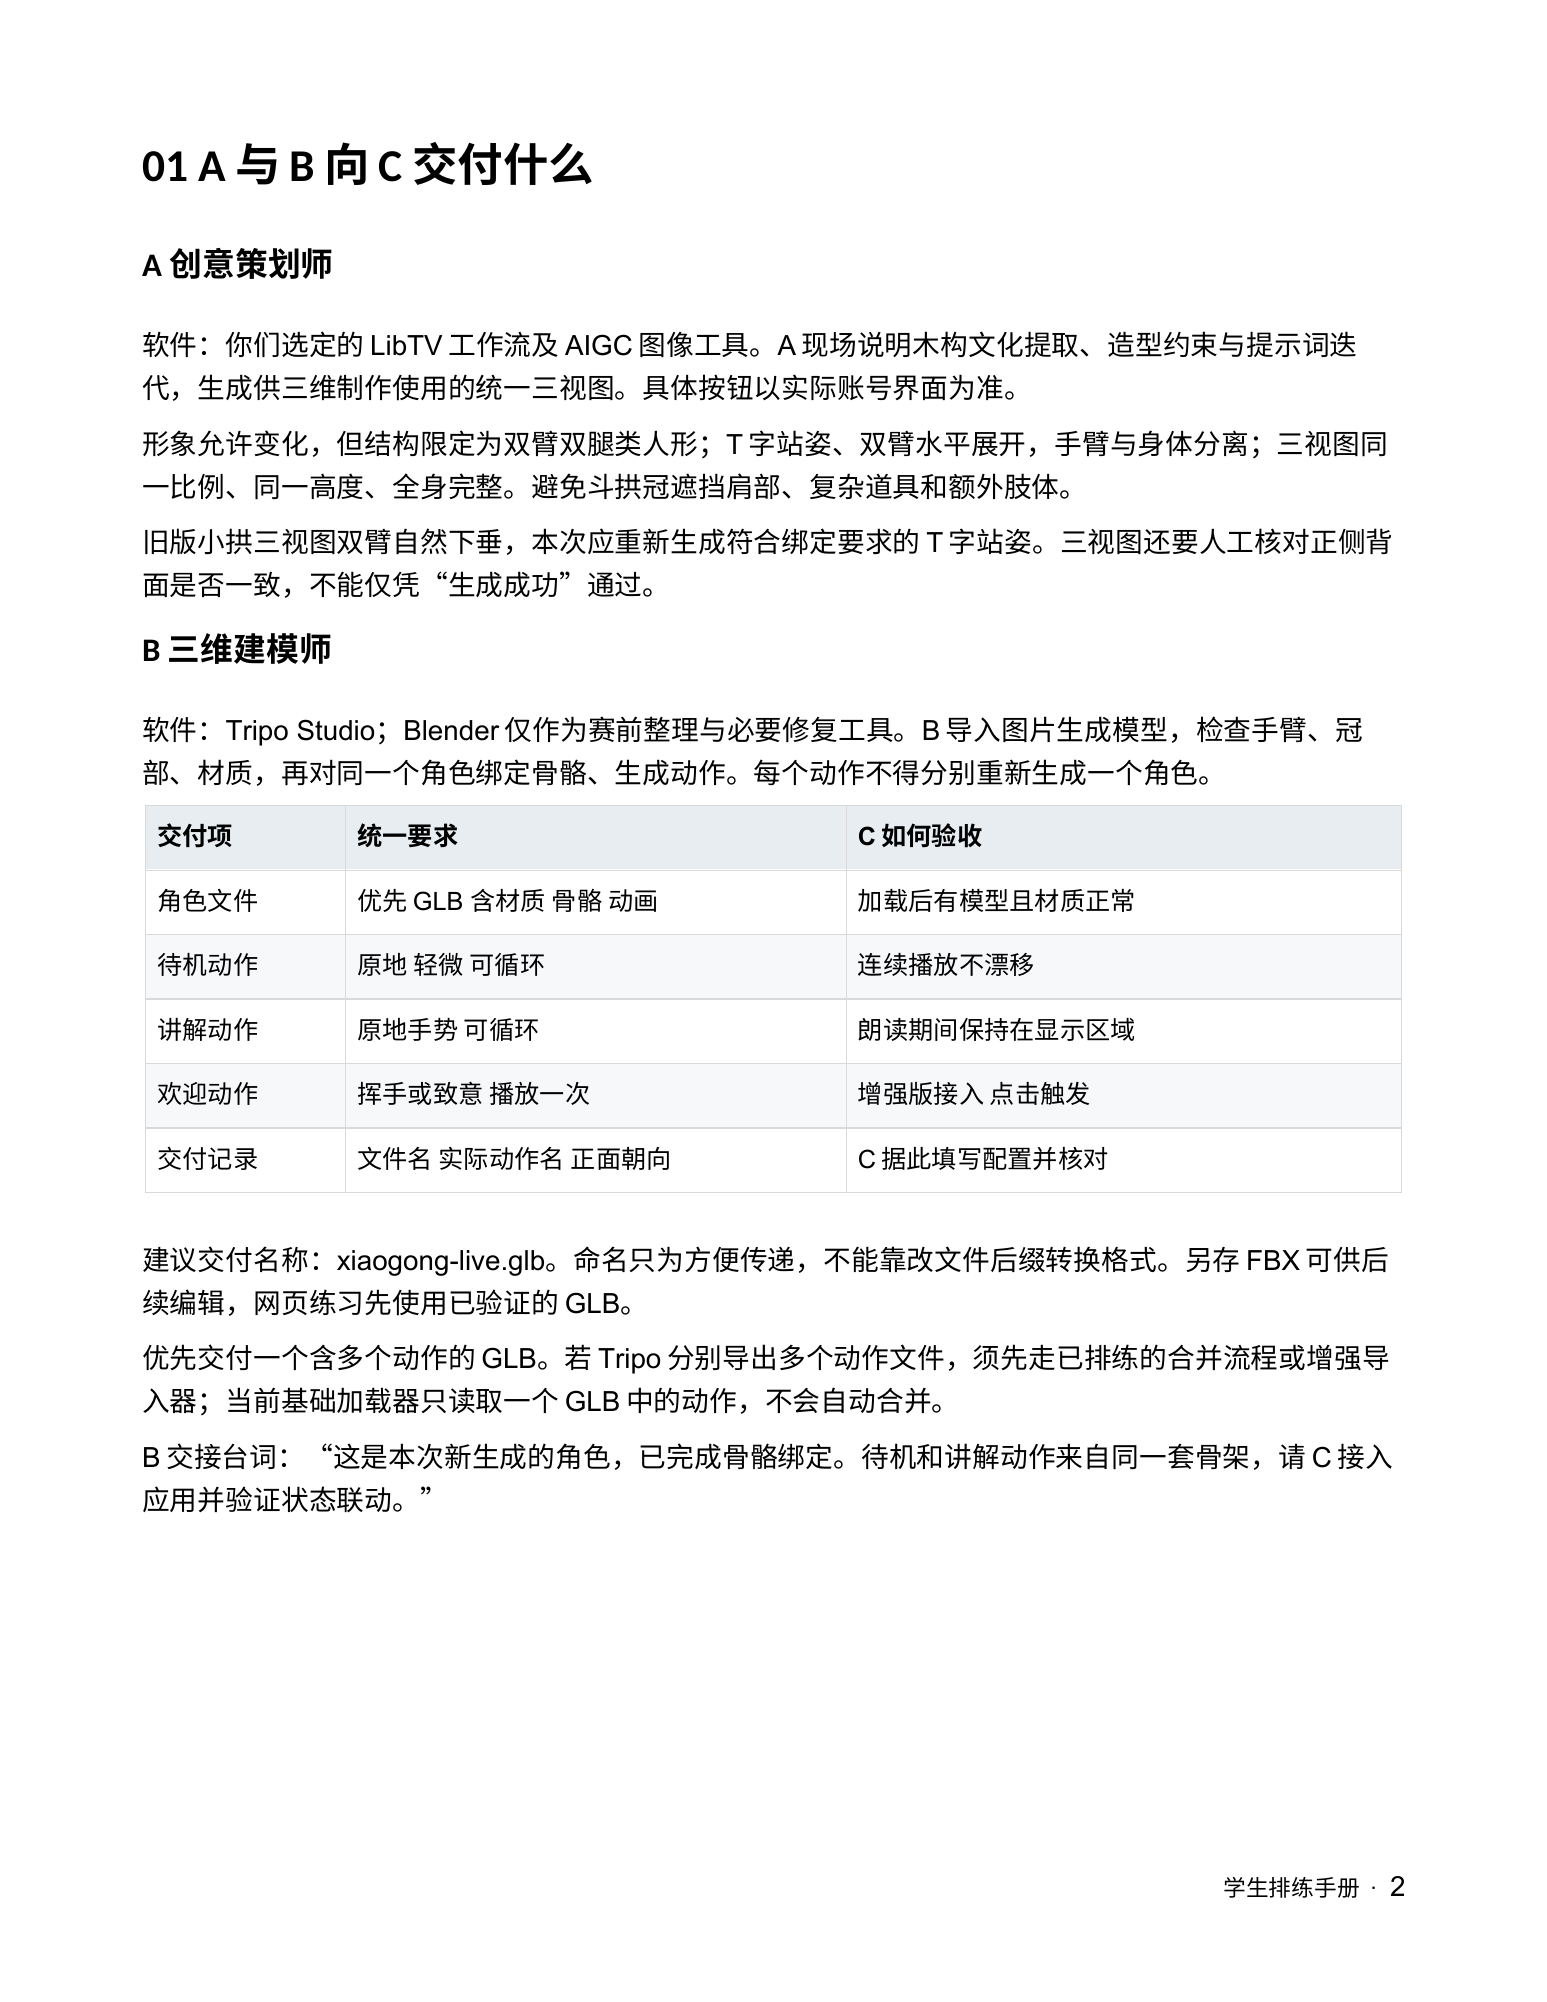 01 A 与 B 向 C 交付什么
A 创意策划师
软件：你们选定的 LibTV 工作流及 AIGC 图像工具。A 现场说明木构文化提取、造型约束与提示词迭
代，生成供三维制作使用的统一三视图。具体按钮以实际账号界面为准。
形象允许变化，但结构限定为双臂双腿类人形；T 字站姿、双臂水平展开，手臂与身体分离；三视图同
一比例、同一高度、全身完整。避免斗拱冠遮挡肩部、复杂道具和额外肢体。
旧版小拱三视图双臂自然下垂，本次应重新生成符合绑定要求的 T 字站姿。三视图还要人工核对正侧背
面是否一致，不能仅凭“生成成功”通过。
B 三维建模师
软件：Tripo Studio；Blender 仅作为赛前整理与必要修复工具。B 导入图片生成模型，检查手臂、冠
部、材质，再对同一个角色绑定骨骼、生成动作。每个动作不得分别重新生成一个角色。
交付项 统一要求 C 如何验收
角色文件 优先 GLB 含材质 骨骼 动画 加载后有模型且材质正常
待机动作 原地 轻微 可循环 连续播放不漂移
讲解动作 原地手势 可循环 朗读期间保持在显示区域
欢迎动作 挥手或致意 播放一次 增强版接入 点击触发
交付记录 文件名 实际动作名 正面朝向 C 据此填写配置并核对
建议交付名称：xiaogong-live.glb。命名只为方便传递，不能靠改文件后缀转换格式。另存 FBX 可供后
续编辑，网页练习先使用已验证的 GLB。
优先交付一个含多个动作的 GLB。若 Tripo 分别导出多个动作文件，须先走已排练的合并流程或增强导
入器；当前基础加载器只读取一个 GLB 中的动作，不会自动合并。
B 交接台词：“这是本次新生成的角色，已完成骨骼绑定。待机和讲解动作来自同一套骨架，请 C 接入
应用并验证状态联动。”
学生排练手册 · 2